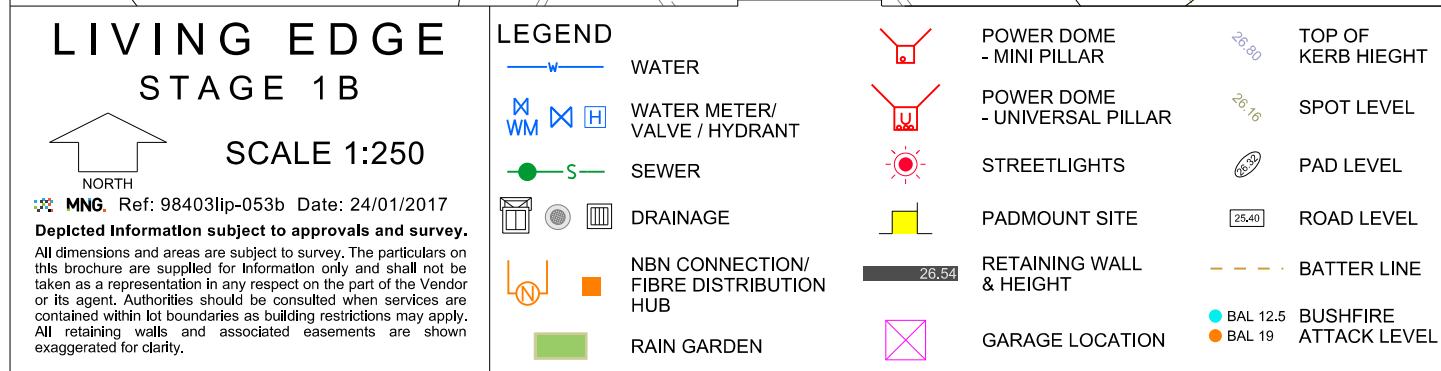 LIVING EDGE
STAGE 1B
SCALE 1:250
NORTH
MNG. Ref: 98403lip-053b Date: 24/01/2017
Depicted Information subject to approvals and survey.
All dimensions and areas are subject to survey. The particulars on
this brochure are supplied for Information only and shall not be
taken as a representation in any respect on the part of the Vendor
or its agent. Authorities should be consulted when services are
contained within lot boundaries as building restrictions may apply.
All retaining walls and associated easements are shown
exaggerated for clarity.
LEGEND
W
WATER
WM
H
WATER METER/
VALVE / HYDRANT
S
SEWER
DRAINAGE
N
NBN CONNECTION/
FIBRE DISTRIBUTION
HUB
RAIN GARDEN
POWER DOME
- MINI PILLAR
U
POWER DOME
- UNIVERSAL PILLAR
STREETLIGHTS
PADMOUNT SITE
26.54
RETAINING WALL
& HEIGHT
GARAGE LOCATION
26.80
TOP OF
KERB HIEGHT
26.16
SPOT LEVEL
26.32
PAD LEVEL
25.40
ROAD LEVEL
BATTER LINE
BAL 12.5
BAL 19
BUSHFIRE
ATTACK LEVEL